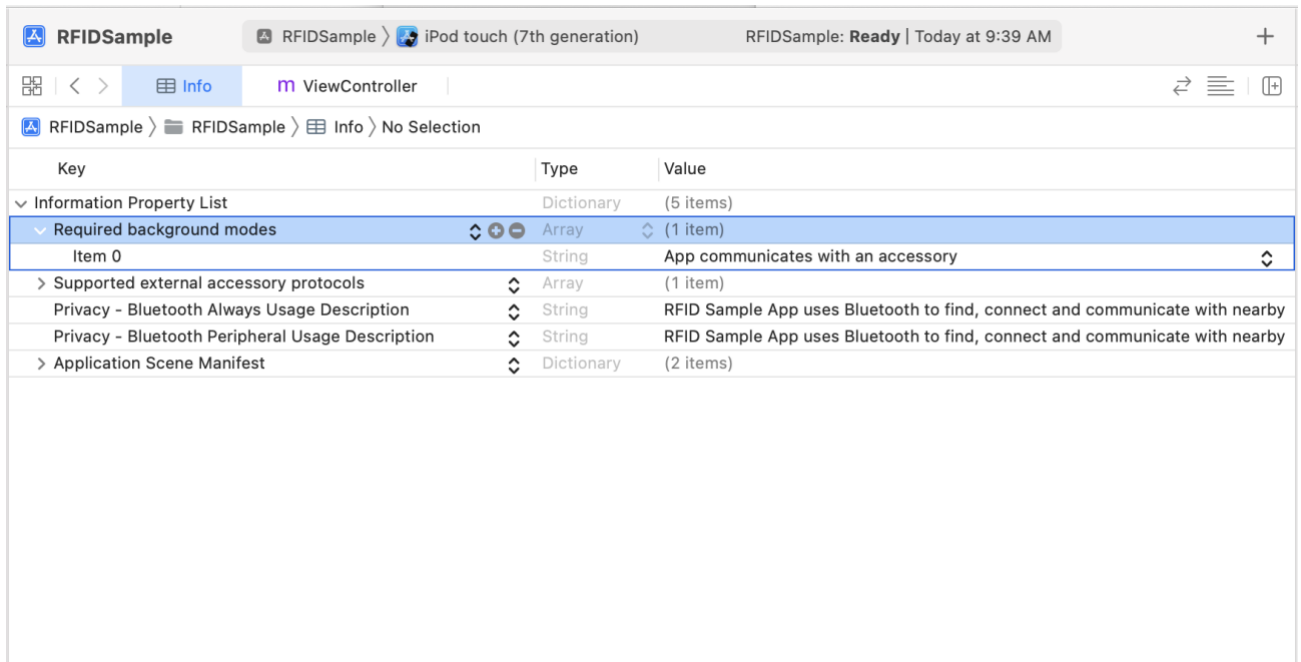 RFIDSample RFIDSample iPod touch (7th generation) RFIDSample: Ready | Today at 9:39 AM
Info m ViewController
RFIDSample RFIDSample Info No Selection
Key Type Value
Information Property List Dictionary (5 items)
Required background modes Array (1 item)
Item 0 String App communicates with an accessory
Supported external accessory protocols Array (1 item)
Privacy - Bluetooth Always Usage Description String RFID Sample App uses Bluetooth to find, connect and communicate with nearby
Privacy - Bluetooth Peripheral Usage Description String RFID Sample App uses Bluetooth to find, connect and communicate with nearby
Application Scene Manifest Dictionary (2 items)